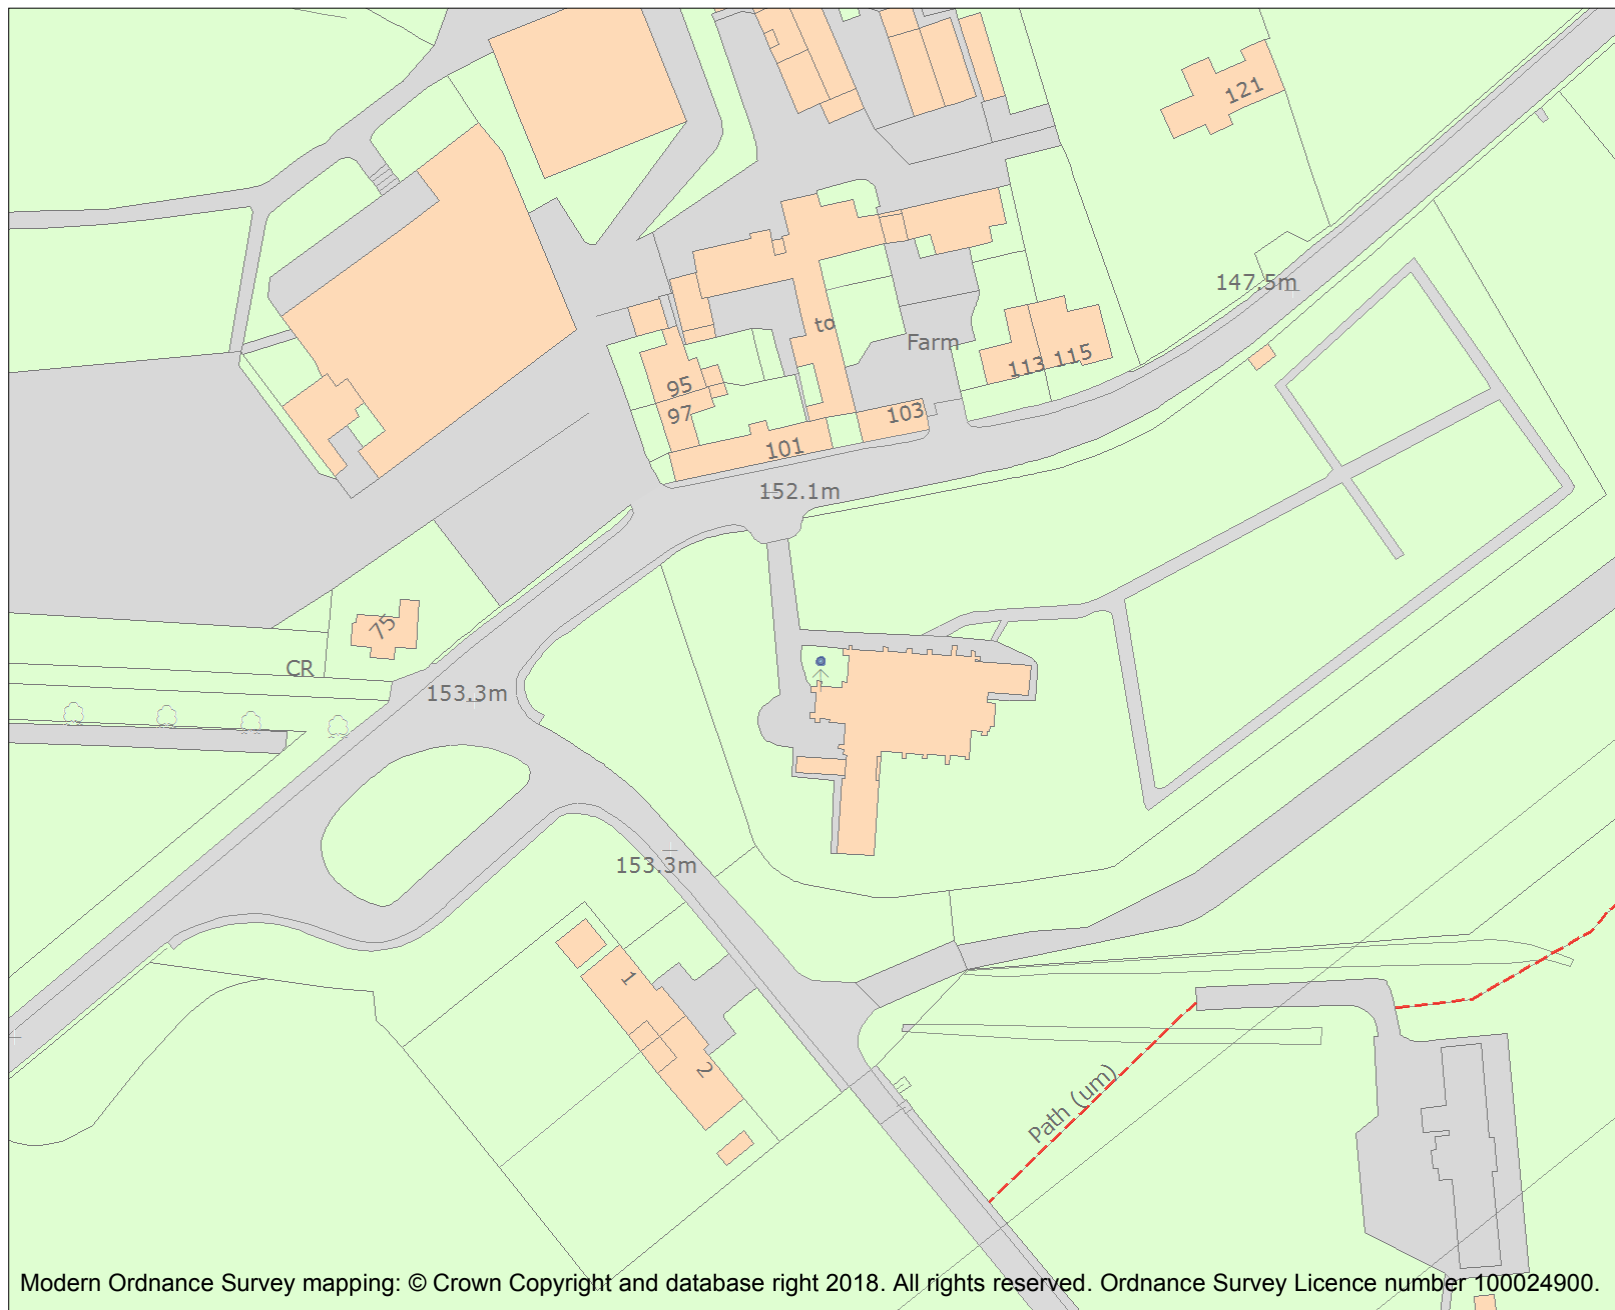 121
147.5m
to
Farm
113
115
95
97
103
101
152.1m
75
CR
153.3m
153.3m
1
2
Path (um)
Modern Ordnance Survey mapping: © Crown Copyright and database right 2018. All rights reserved. Ordnance Survey Licence number 100024900.